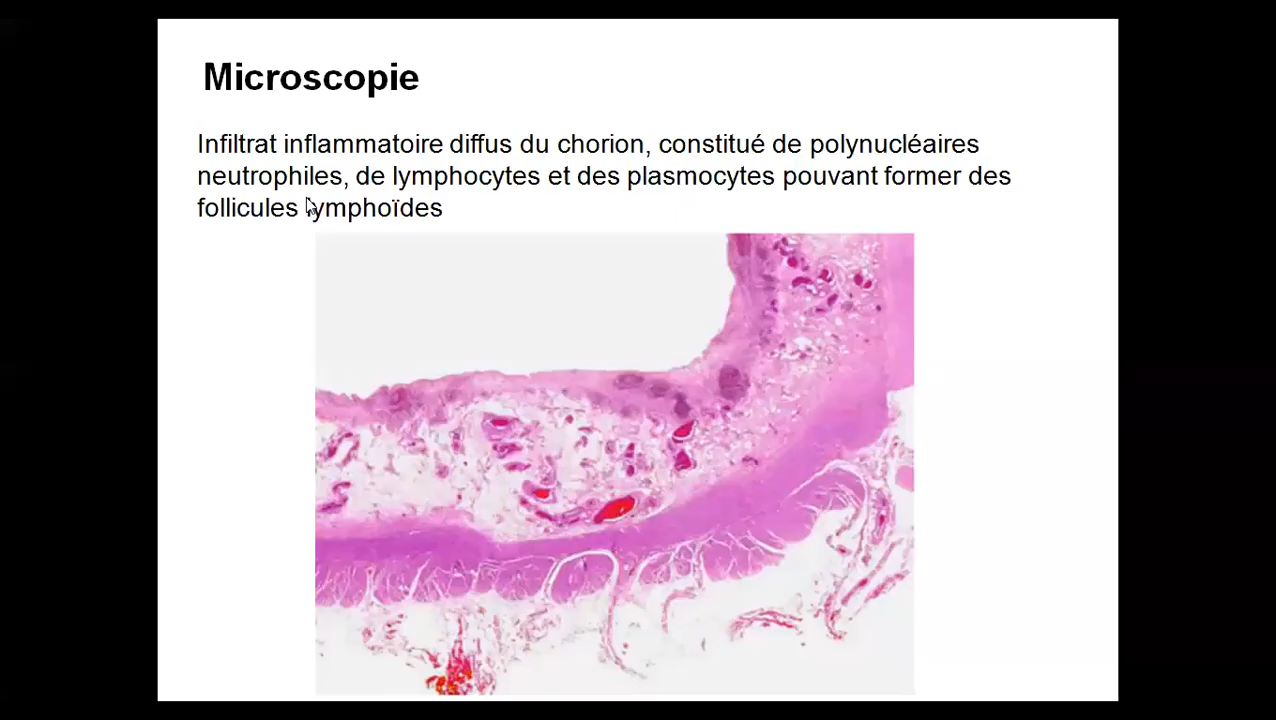 Microscopie
Infiltrat inflammatoire diffus du chorion, constitué de polynucléaires
neutrophiles, de lymphocytes et des plasmocytes pouvant former des
follicules lymphoïdes